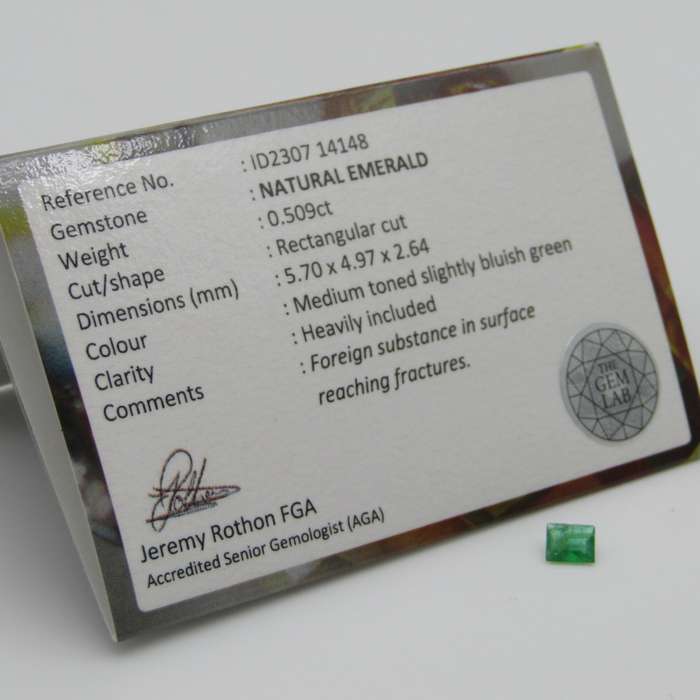 Reference No. : ID2307 14148
Gemstone : NATURAL EMERALD
Weight : 0.509ct
Cut/shape : Rectangular cut
Dimensions (mm) : 5.70 x 4.97 x 2.64
Colour : Medium toned slightly bluish green
Clarity : Heavily included
Comments : Foreign substance in surface
reaching fractures.
THE
GEM
LAB
Jeremy Rothon FGA
Accredited Senior Gemologist (AGA)